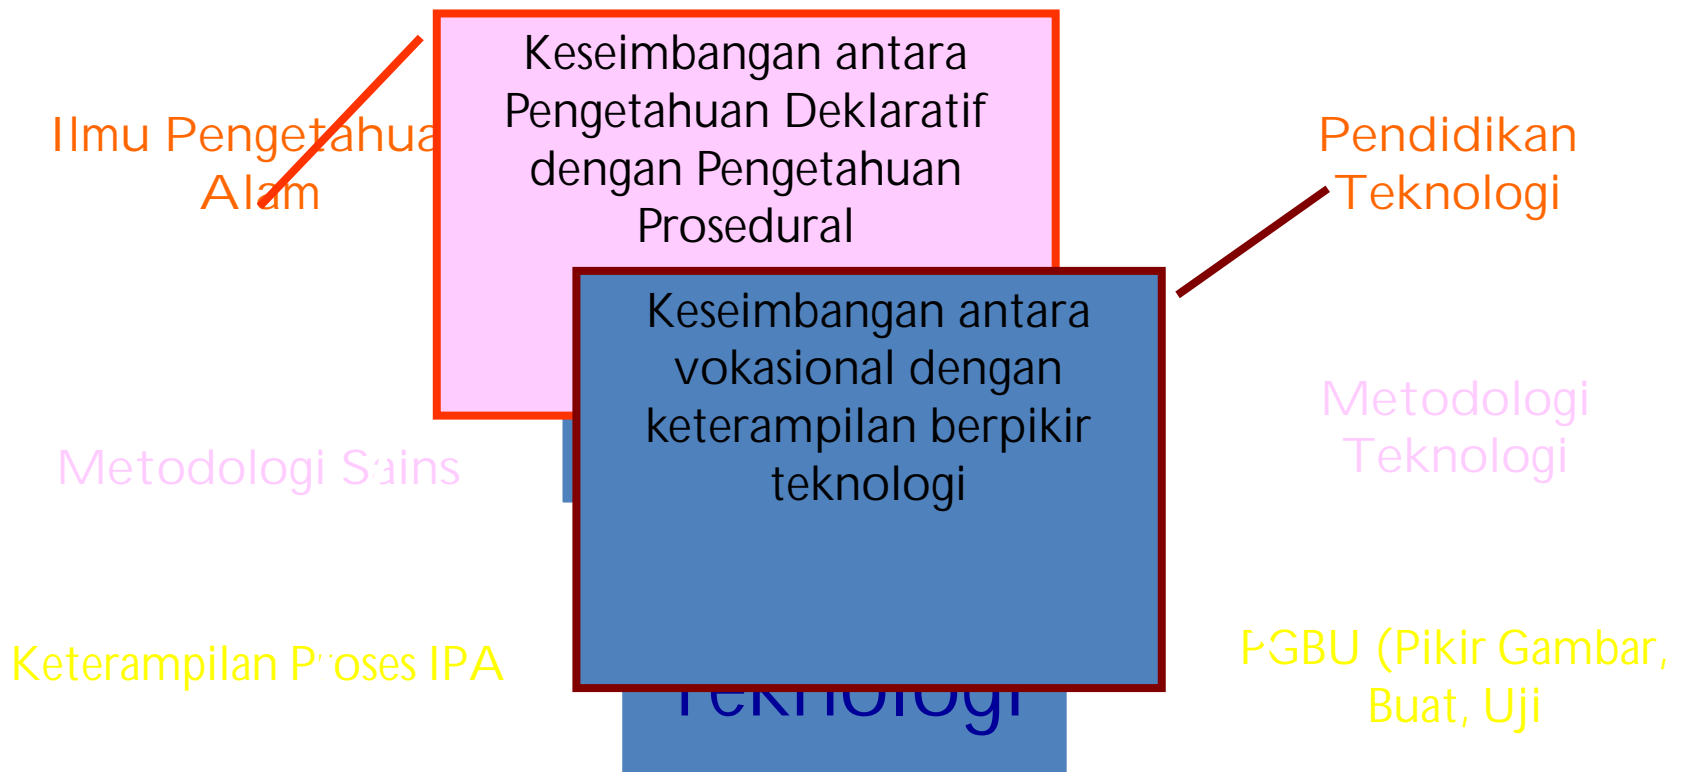 Keseimbangan antara
Pengetahuan Deklaratif
dengan Pengetahuan
Prosedural
Ilmu Pengetahua
Alam
Pendidikan
Teknologi
Keseimbangan antara
vokasional dengan
keterampilan berpikir
teknologi
Metodologi Sains
Metodologi
Teknologi
Keterampilan Proses IPA
PGBU (Pikir Gambar,
Buat, Uji
Teknologi